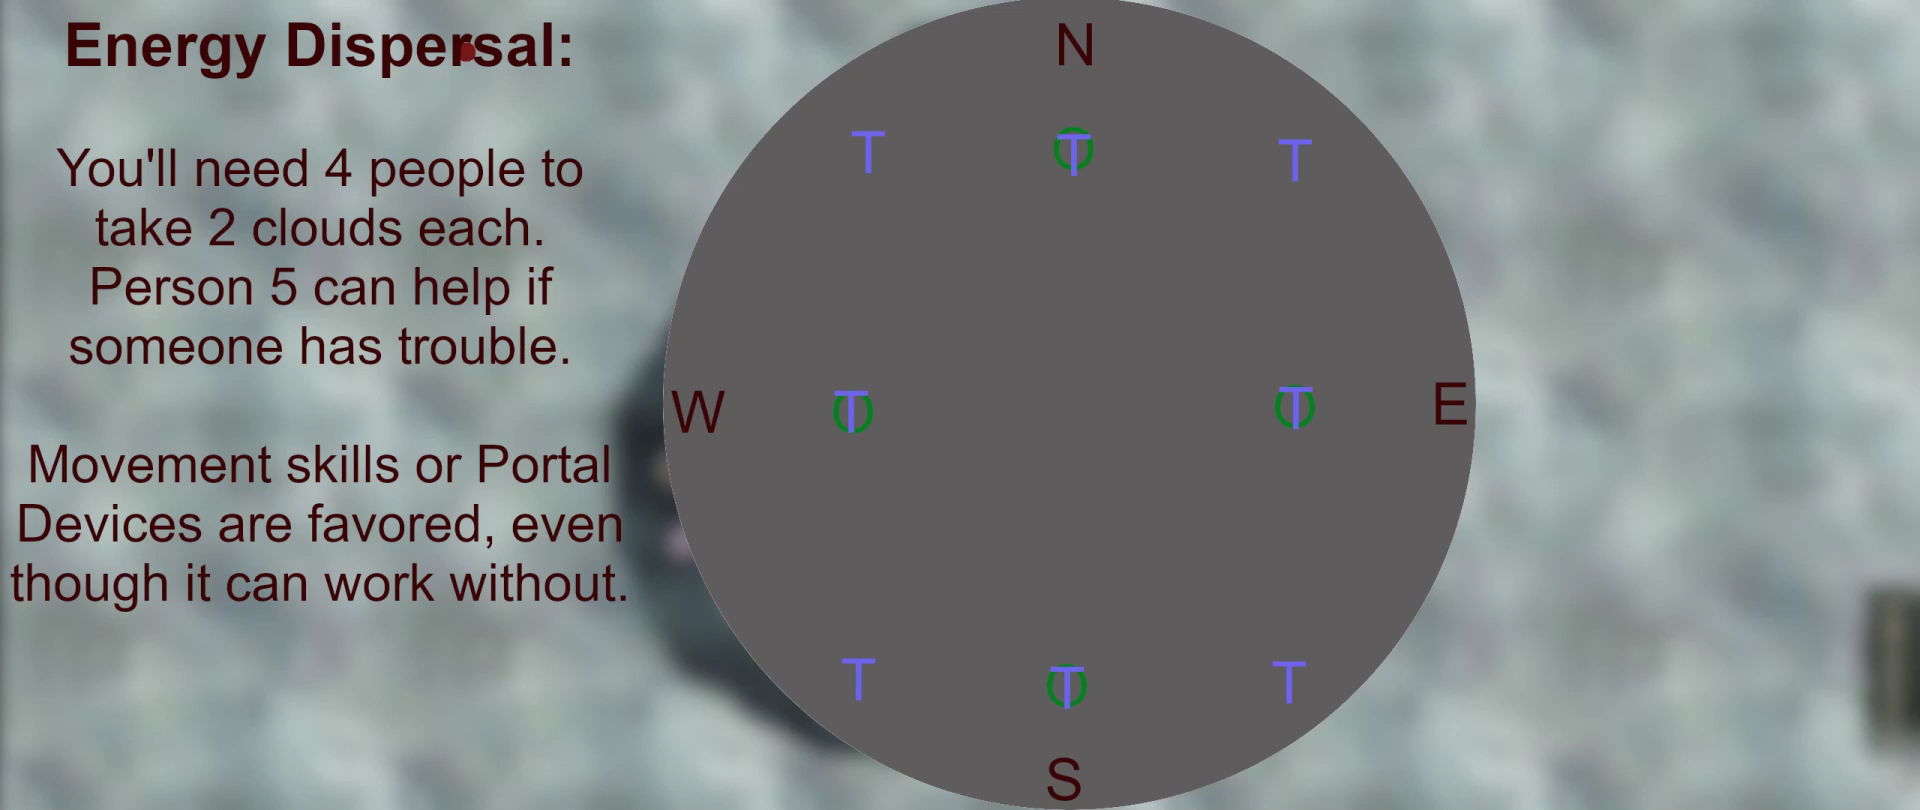 Energy Dispersal:
You'll need 4 people to
take 2 clouds each.
Person 5 can help if
someone has trouble.
Movement skills or Portal
Devices are favored, even
though it can work without.
N
T
O
T
T
W
O
T
O
T
E
T
O
T
T
S